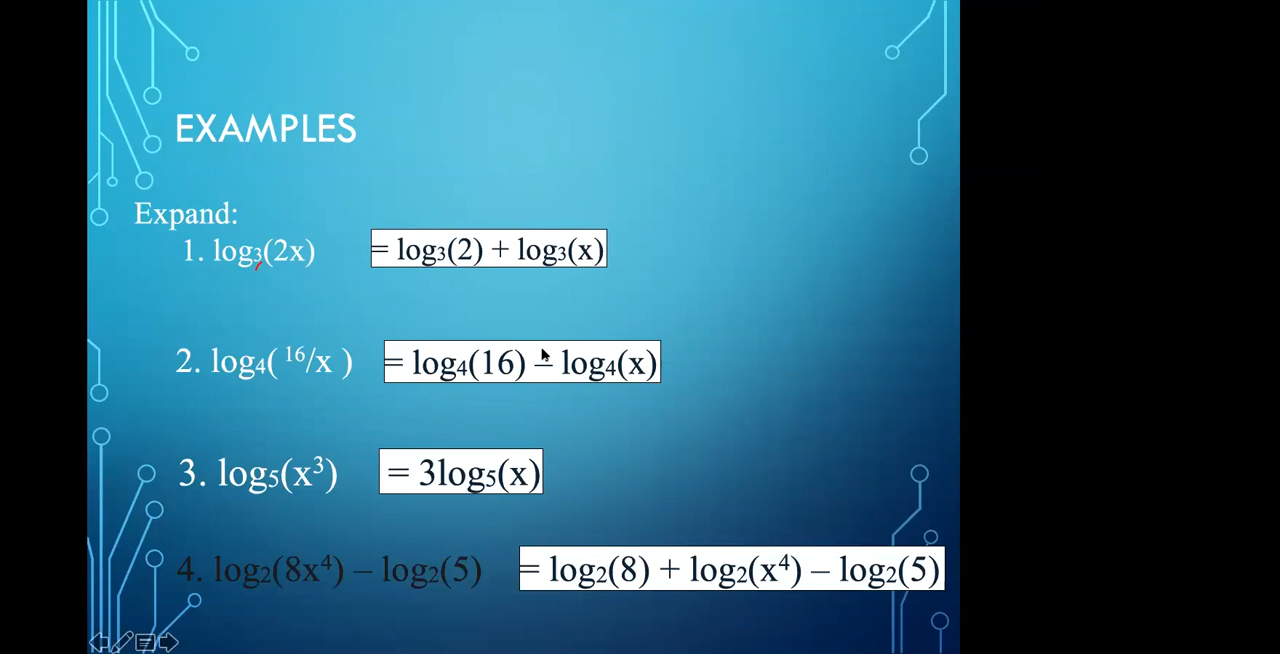 EXAMPLES
Expand:
1. log₃(2x) = log₃(2) + log₃(x)
2. log₄( ¹⁶/x ) = log₄(16) – log₄(x)
3. log₅(x³) = 3log₅(x)
4. log₂(8x⁴) – log₂(5) = log₂(8) + log₂(x⁴) – log₂(5)